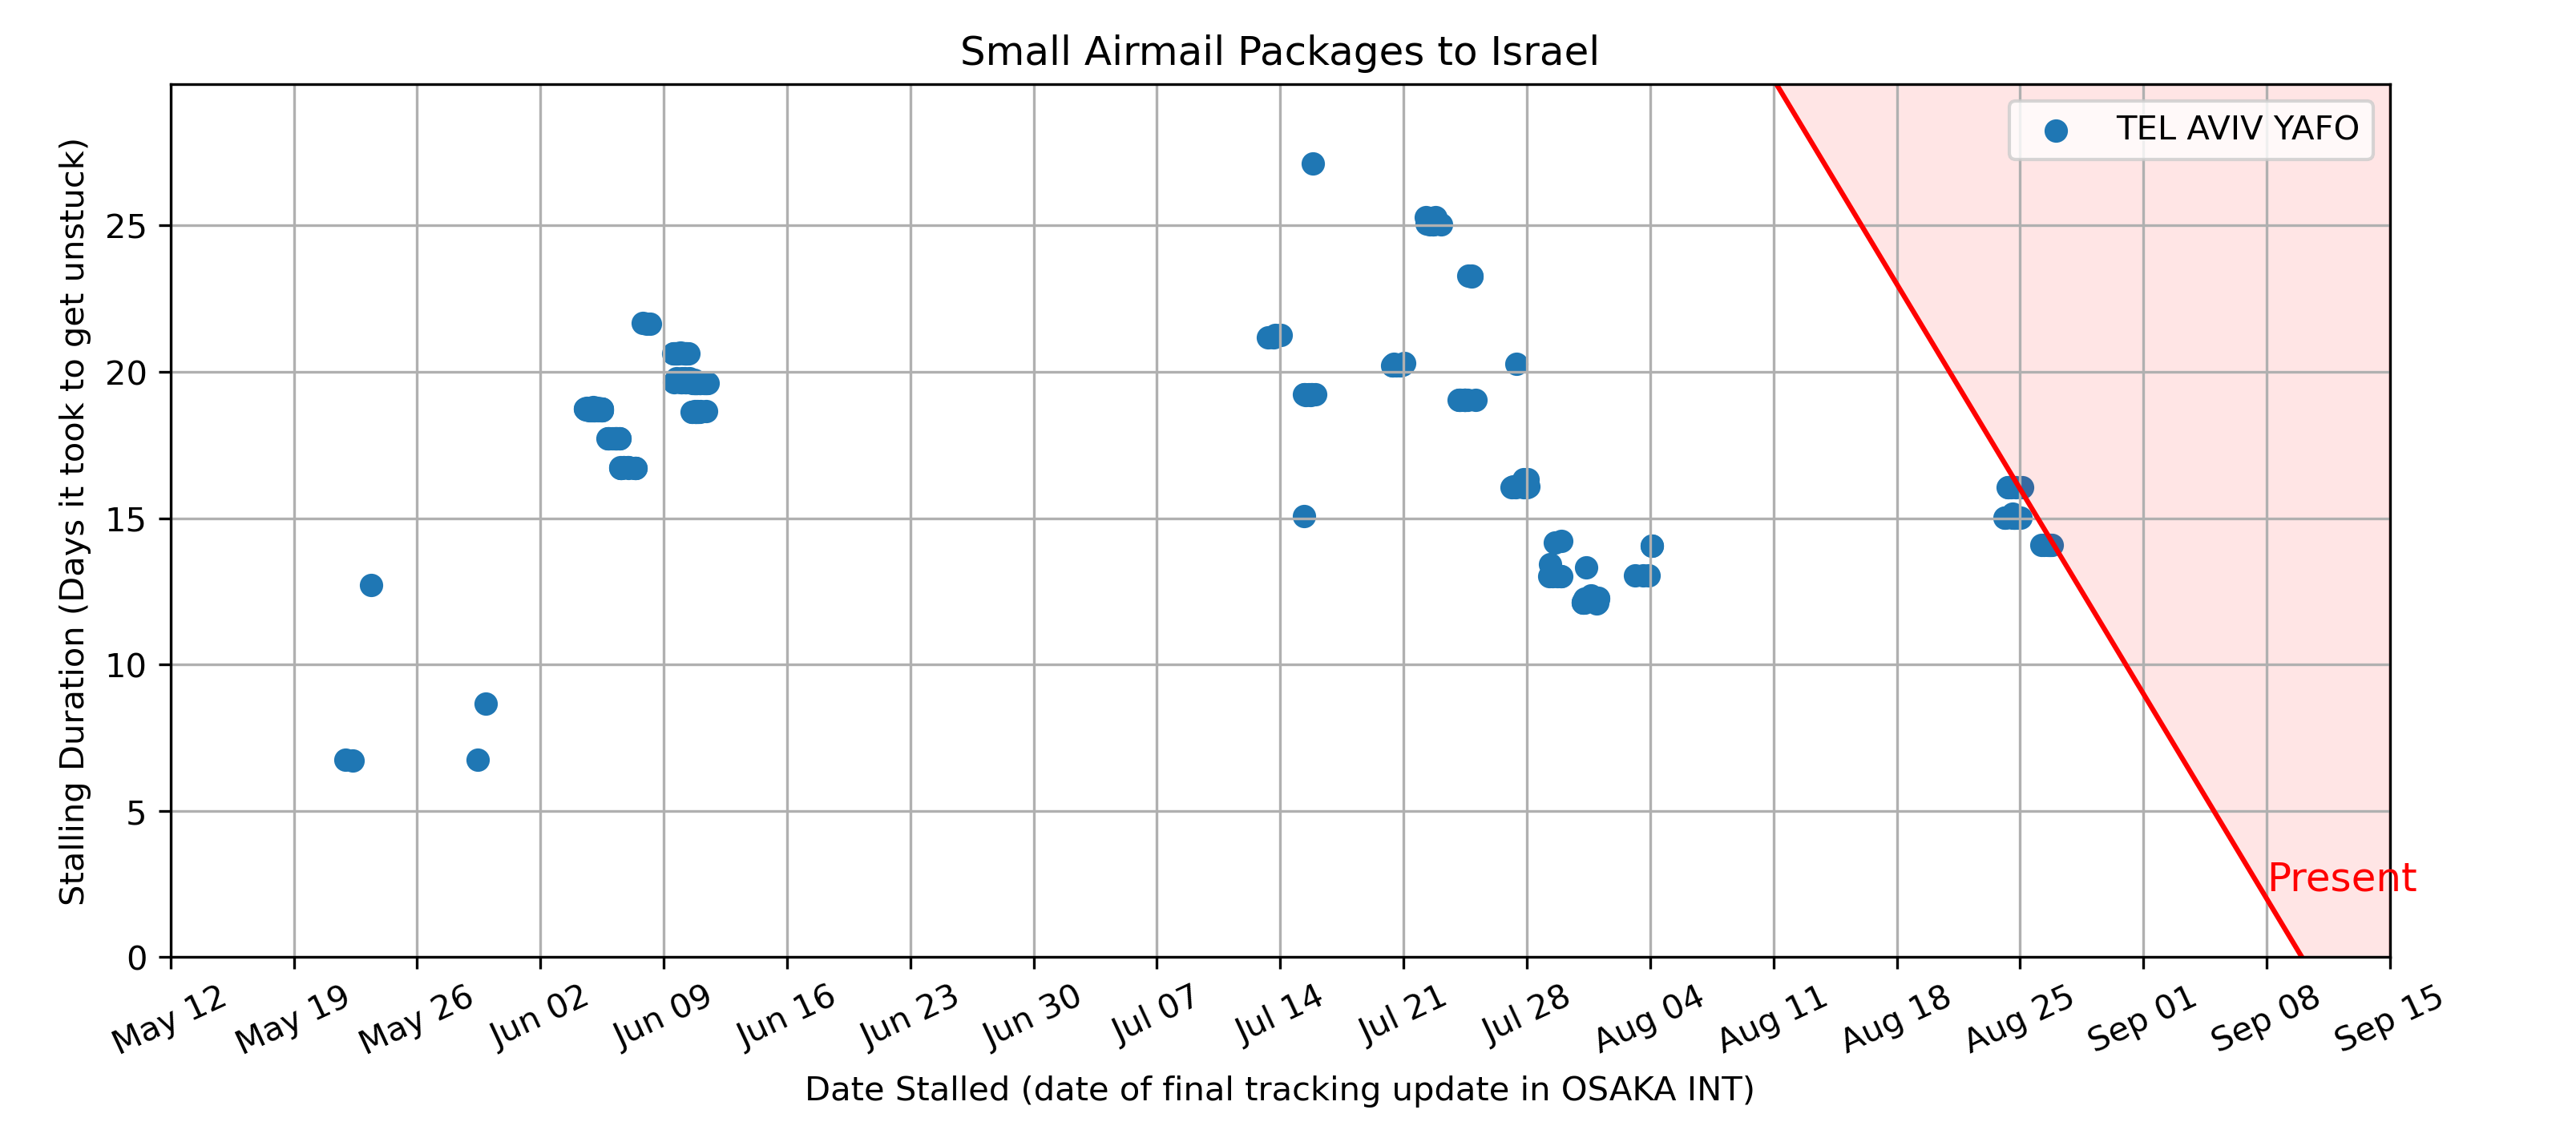 Small Airmail Packages to Israel
TEL AVIV YAFO
Stalling Duration (Days it took to get unstuck)
25
20
15
10
5
0
Present
May 12
May 19
May 26
Jun 02
Jun 09
Jun 16
Jun 23
Jun 30
Jul 07
Jul 14
Jul 21
Jul 28
Aug 04
Aug 11
Aug 18
Aug 25
Sep 01
Sep 08
Sep 15
Date Stalled (date of final tracking update in OSAKA INT)